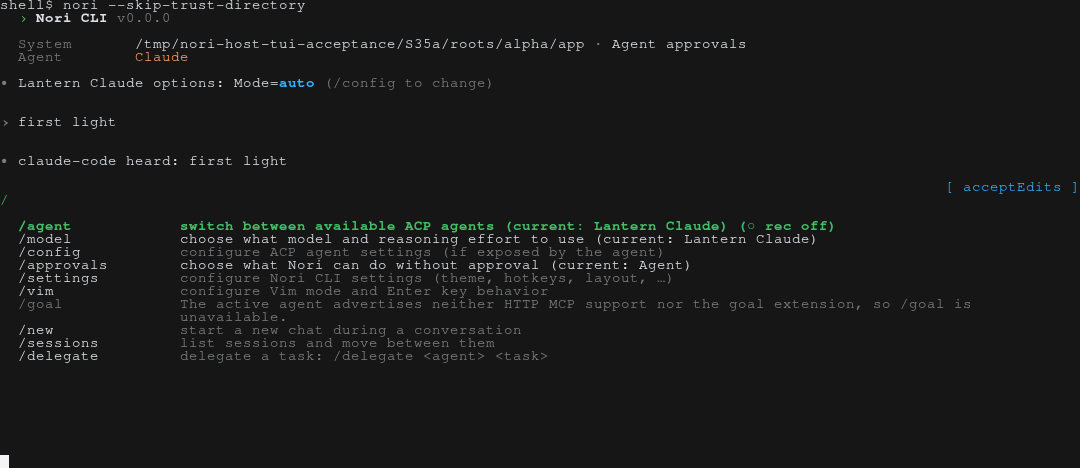 shell$ nori --skip-trust-directory
› Nori CLI v0.0.0
System /tmp/nori-host-tui-acceptance/S35a/roots/alpha/app · Agent approvals
Agent Claude
• Lantern Claude options: Mode=auto (/config to change)
› first light
• claude-code heard: first light
[ acceptEdits ]
/
/agent switch between available ACP agents (current: Lantern Claude) (○ rec off)
/model choose what model and reasoning effort to use (current: Lantern Claude)
/config configure ACP agent settings (if exposed by the agent)
/approvals choose what Nori can do without approval (current: Agent)
/settings configure Nori CLI settings (theme, hotkeys, layout, …)
/vim configure Vim mode and Enter key behavior
/goal The active agent advertises neither HTTP MCP support nor the goal extension, so /goal is
unavailable.
/new start a new chat during a conversation
/sessions list sessions and move between them
/delegate delegate a task: /delegate <agent> <task>